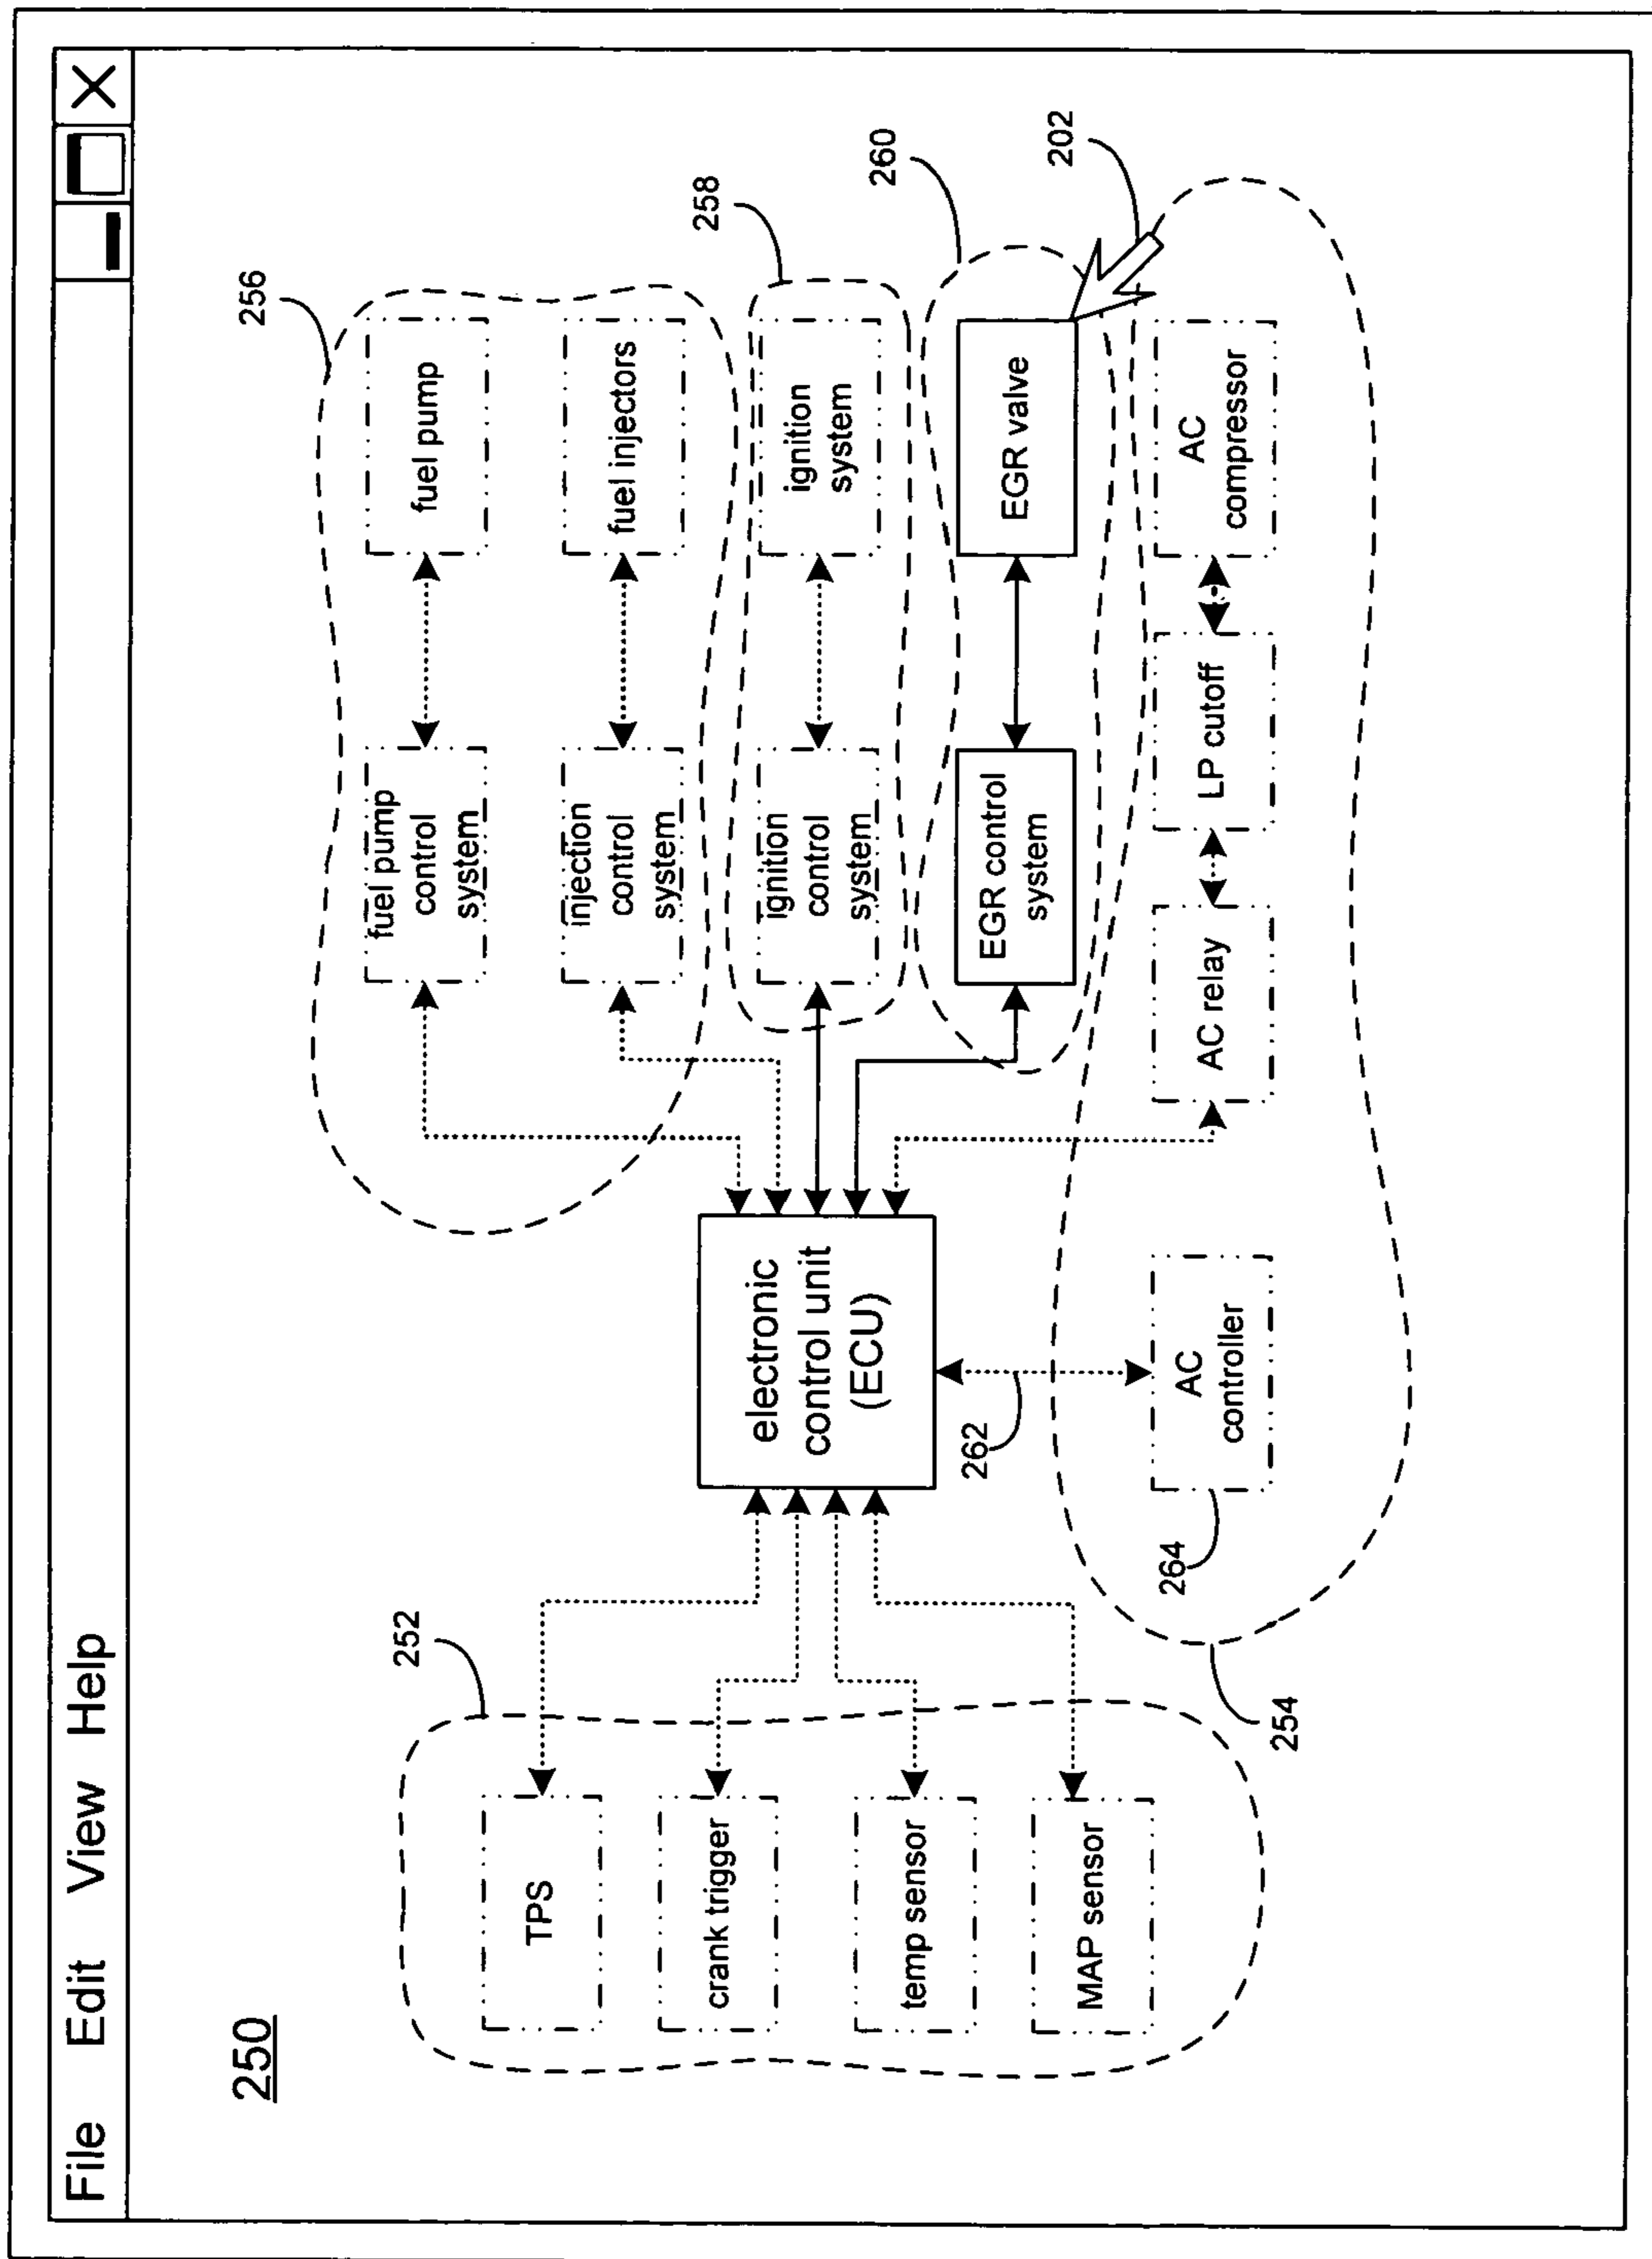 File Edit View Help
250
252
TPS
crank trigger
temp sensor
MAP sensor
electronic
control unit
(ECU)
262
264
AC
controller
254
256
fuel pump
control
system
fuel pump
injection
control
system
fuel injectors
258
ignition
control
system
ignition
system
260
EGR control
system
EGR valve
202
AC relay
LP cutoff
AC
compressor